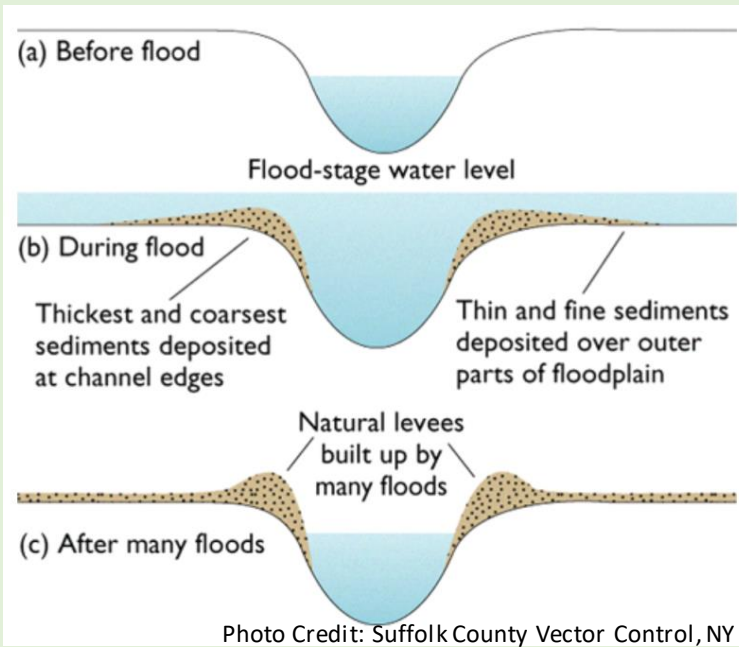 (a) Before flood
Flood-stage water level
(b) During flood
Thickest and coarsest
sediments deposited
at channel edges
Thin and fine sediments
deposited over outer
parts of floodplain
Natural levees
built up by
many floods
(c) After many floods
Photo Credit: Suffolk County Vector Control, NY